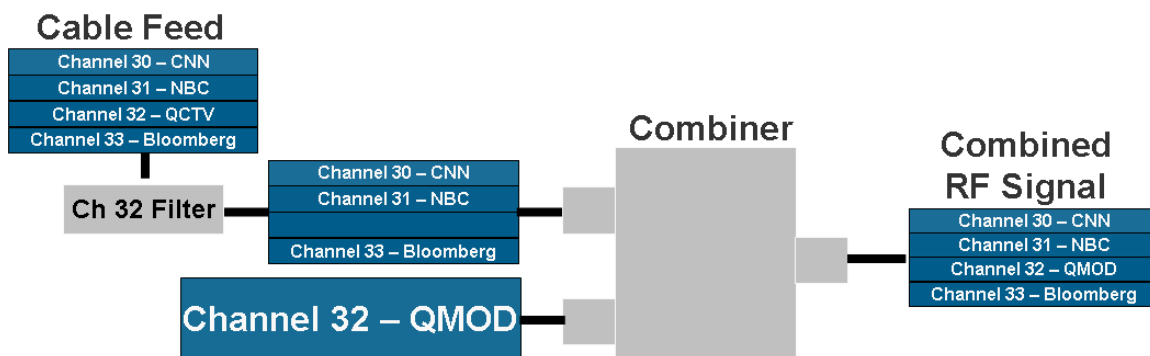 Cable Feed
Channel 30 – CNN
Channel 31 – NBC
Channel 32 – QCTV
Channel 33 – Bloomberg
Ch 32 Filter
Channel 30 – CNN
Channel 31 – NBC
Channel 33 – Bloomberg
Channel 32 – QMOD
Combiner
Combined
RF Signal
Channel 30 – CNN
Channel 31 – NBC
Channel 32 – QMOD
Channel 33 – Bloomberg